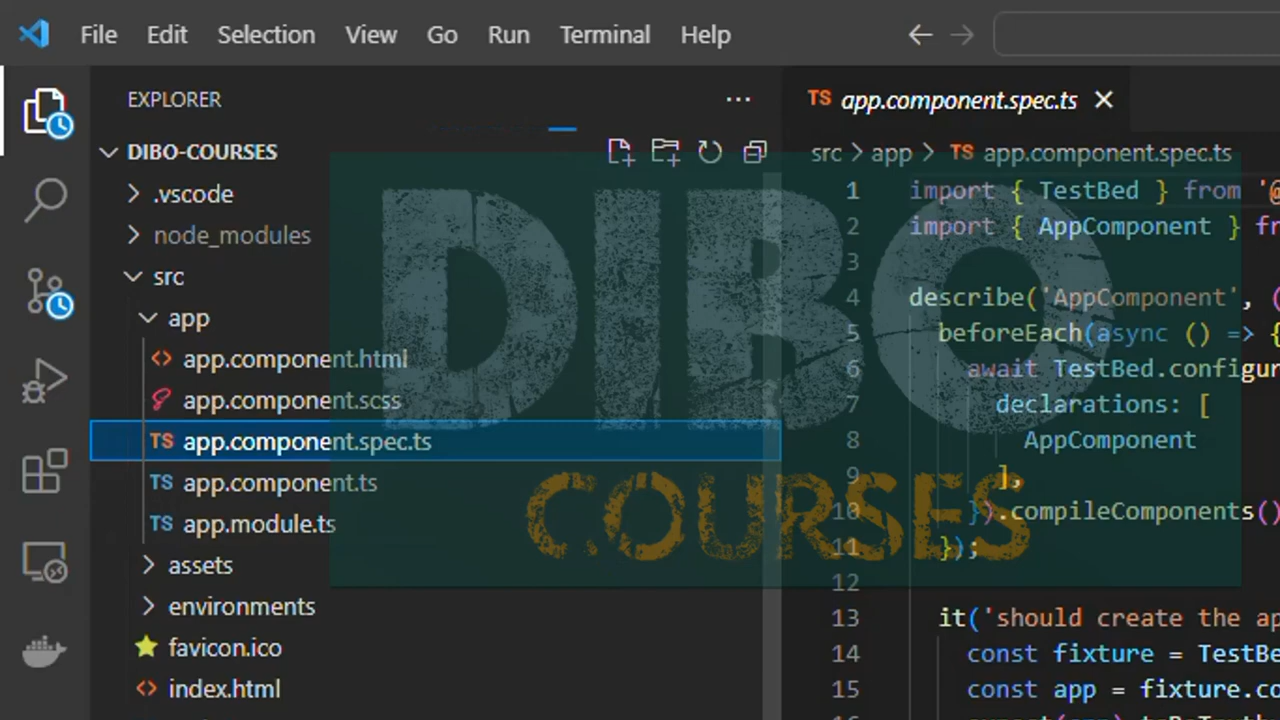 File Edit Selection View Go Run Terminal Help
EXPLORER
DIBO-COURSES
.vscode
node_modules
src
app
app.component.html
app.component.scss
TS app.component.spec.ts
TS app.component.ts
TS app.module.ts
assets
environments
favicon.ico
index.html
TS app.component.spec.ts
src > app > TS app.component.spec.ts
1 import { TestBed } from '@
2 import { AppComponent }
3
4 describe('AppComponent', (
5 beforeEach(async () => {
6 await TestBed.configur
7 declarations: [
8 AppComponent
9 ],
10 }).compileComponents()
11 });
12
13 it('should create the ap
14 const fixture = TestBe
15 const app = fixture.co
DIBO
COURSES